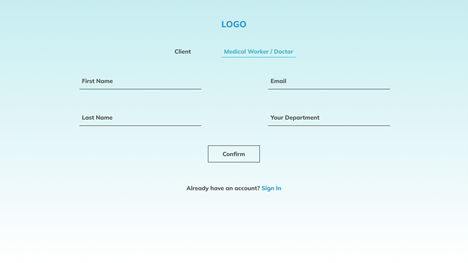 LOGO
Client Medical Worker / Doctor
First Name Email
Last Name Your Department
Confirm
Already have an account? Sign In